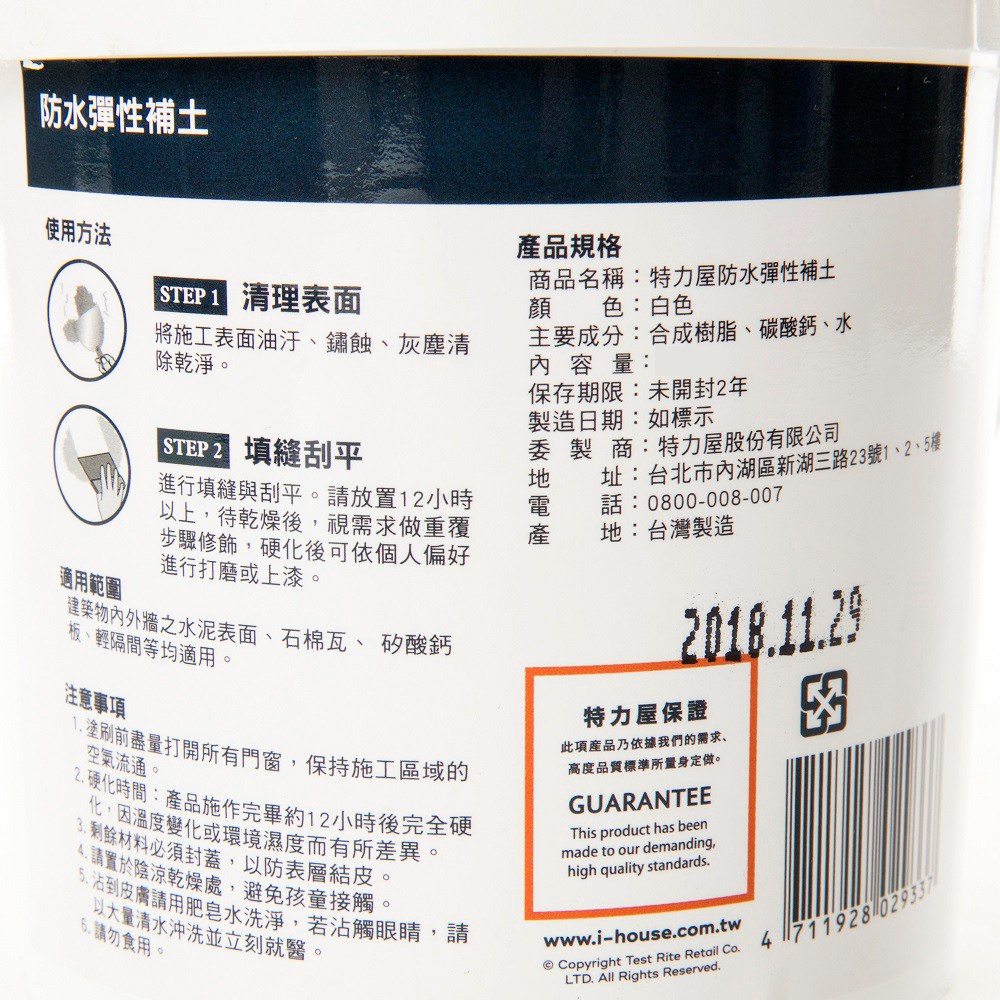 防水彈性補土
使用方法
STEP 1 清理表面
將施工表面油汙、鏽蝕、灰塵清
除乾淨。
STEP 2 填縫刮平
進行填縫與刮平。請放置12小時
以上，待乾燥後，視需求做重覆
步驟修飾，硬化後可依個人偏好
進行打磨或上漆。
適用範圍
建築物內外牆之水泥表面、石棉瓦、 矽酸鈣
板、輕隔間等均適用。
注意事項
1. 塗刷前盡量打開所有門窗，保持施工區域的
空氣流通。
2. 硬化時間：產品施作完畢約12小時後完全硬
化，因溫度變化或環境濕度而有所差異。
3. 剩餘材料必須封蓋，以防表層結皮。
4. 請置於陰涼乾燥處，避免孩童接觸。
5. 沾到皮膚請用肥皂水洗淨，若沾觸眼睛，請
以大量清水沖洗並立刻就醫。
6. 請勿食用。
產品規格
商品名稱：特力屋防水彈性補土
顏 色：白色
主要成分：合成樹脂、碳酸鈣、水
內 容 量：
保存期限：未開封2年
製造日期：如標示
委 製 商：特力屋股份有限公司
地 址：台北市內湖區新湖三路23號1、2、5樓
電 話：0800-008-007
產 地：台灣製造
2018.11.29
特力屋保證
此項產品乃依據我們的需求、
高度品質標準所量身定做。
GUARANTEE
This product has been
made to our demanding,
high quality standards.
www.i-house.com.tw
© Copyright Test Rite Retail Co.
LTD. All Rights Reserved.
4 711928 029337